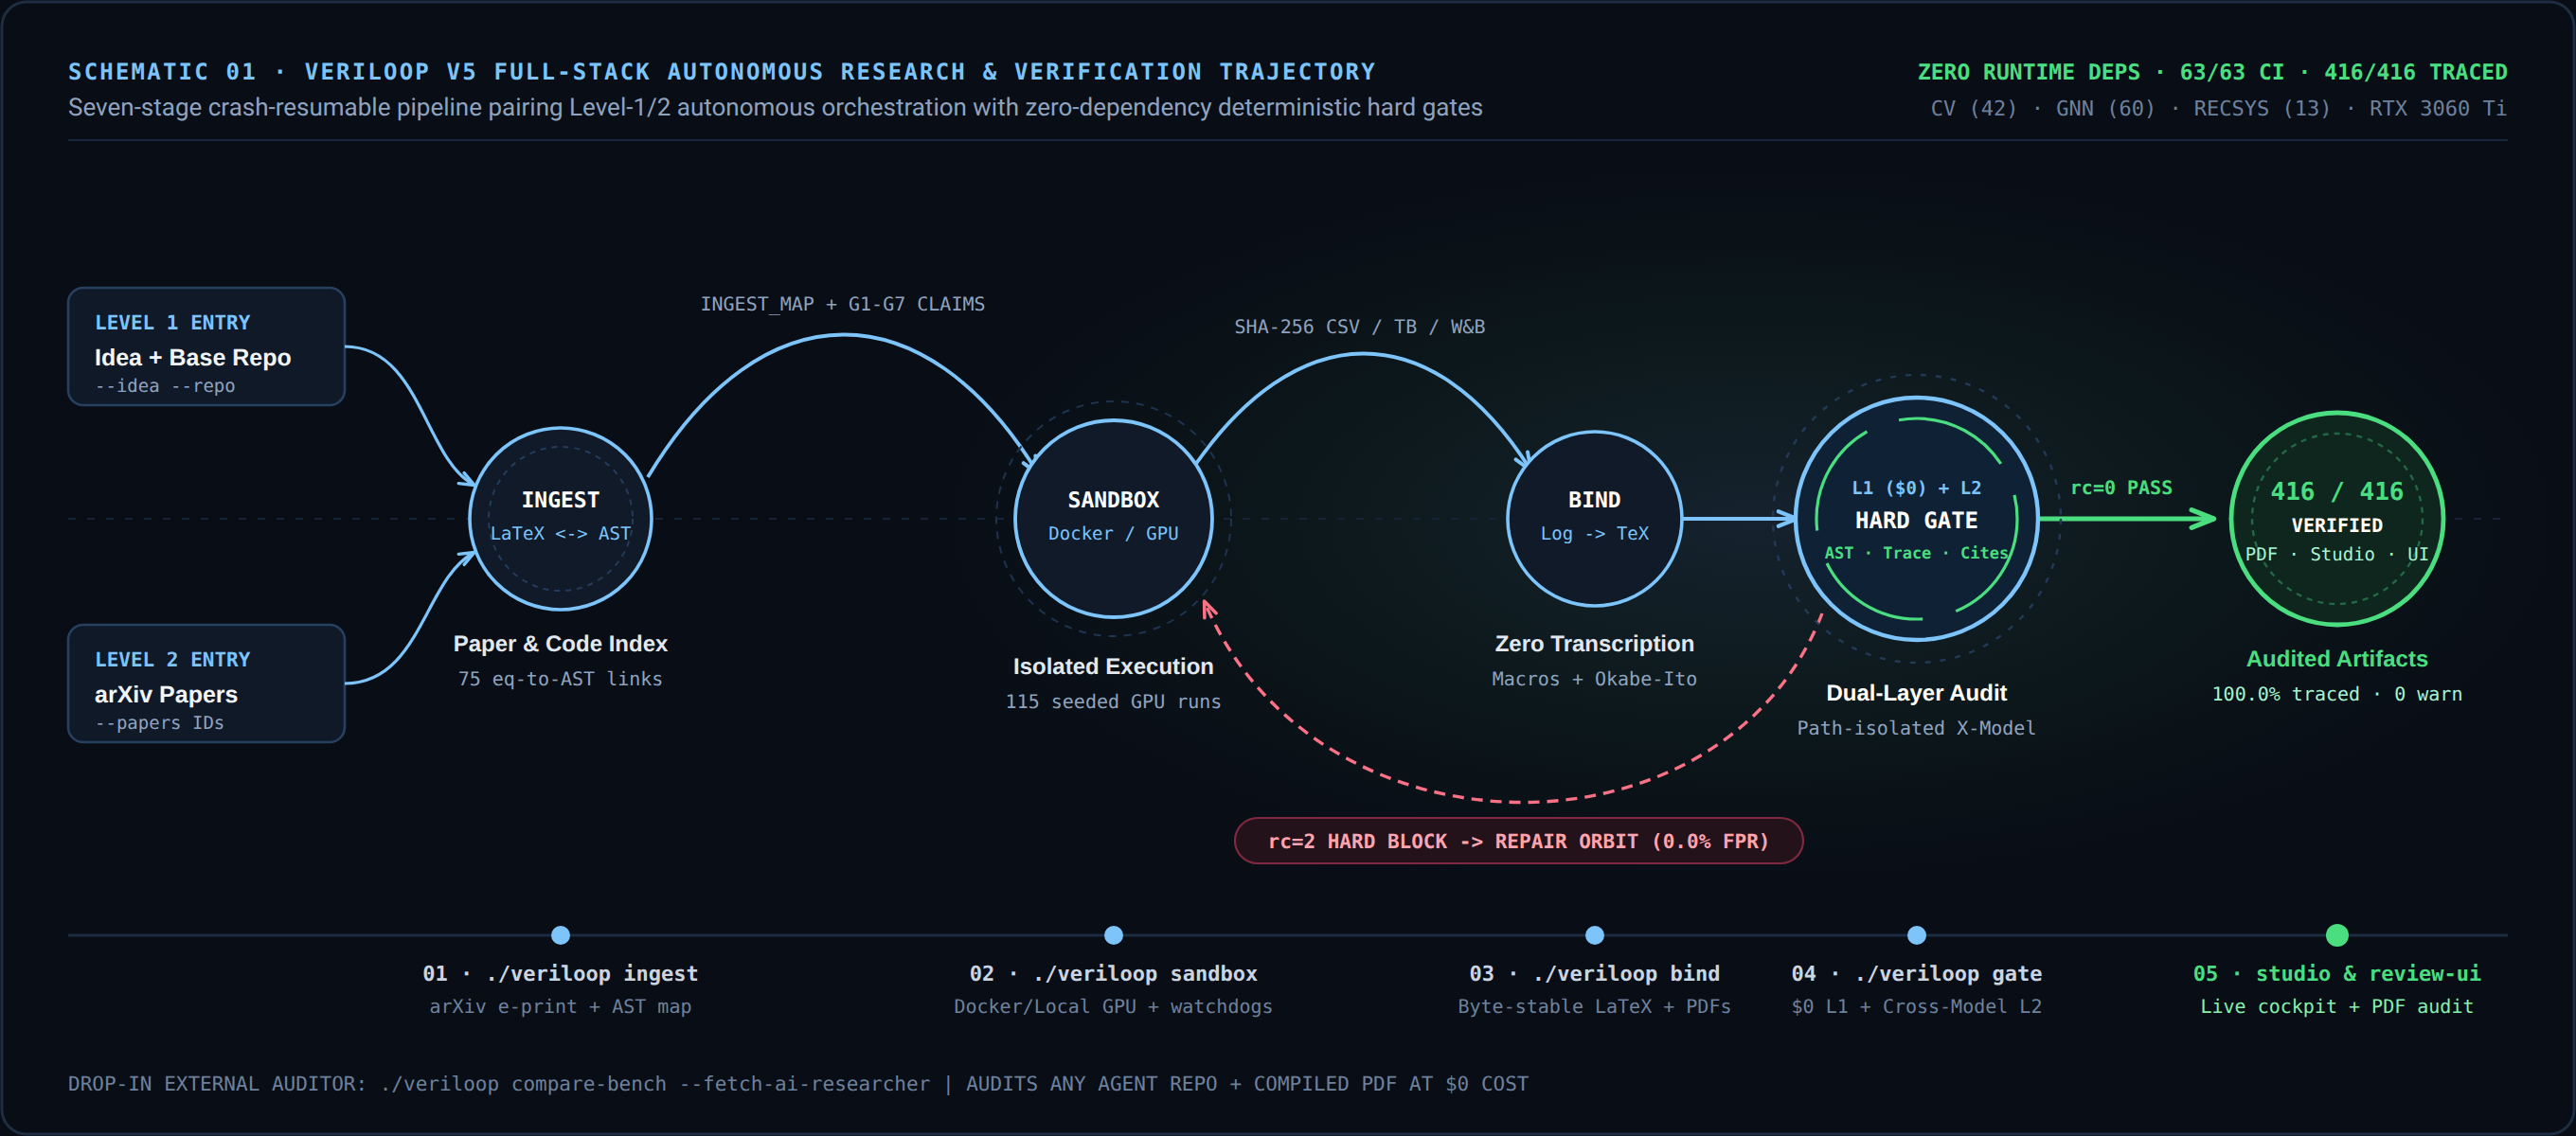 SCHEMATIC 01 · VERILOOP V5 FULL-STACK AUTONOMOUS RESEARCH & VERIFICATION TRAJECTORY
Seven-stage crash-resumable pipeline pairing Level-1/2 autonomous orchestration with zero-dependency deterministic hard gates
ZERO RUNTIME DEPS · 63/63 CI · 416/416 TRACED
CV (42) · GNN (60) · RECSYS (13) · RTX 3060 Ti
LEVEL 1 ENTRY
Idea + Base Repo
--idea --repo
LEVEL 2 ENTRY
arXiv Papers
--papers IDs
INGEST
LaTeX <-> AST
Paper & Code Index
75 eq-to-AST links
INGEST_MAP + G1-G7 CLAIMS
SANDBOX
Docker / GPU
Isolated Execution
115 seeded GPU runs
SHA-256 CSV / TB / W&B
BIND
Log -> TeX
Zero Transcription
Macros + Okabe-Ito
L1 ($0) + L2
HARD GATE
AST · Trace · Cites
Dual-Layer Audit
Path-isolated X-Model
rc=0 PASS
416 / 416
VERIFIED
PDF · Studio · UI
Audited Artifacts
100.0% traced · 0 warn
rc=2 HARD BLOCK -> REPAIR ORBIT (0.0% FPR)
01 · ./veriloop ingest
arXiv e-print + AST map
02 · ./veriloop sandbox
Docker/Local GPU + watchdogs
03 · ./veriloop bind
Byte-stable LaTeX + PDFs
04 · ./veriloop gate
$0 L1 + Cross-Model L2
05 · studio & review-ui
Live cockpit + PDF audit
DROP-IN EXTERNAL AUDITOR: ./veriloop compare-bench --fetch-ai-researcher | AUDITS ANY AGENT REPO + COMPILED PDF AT $0 COST